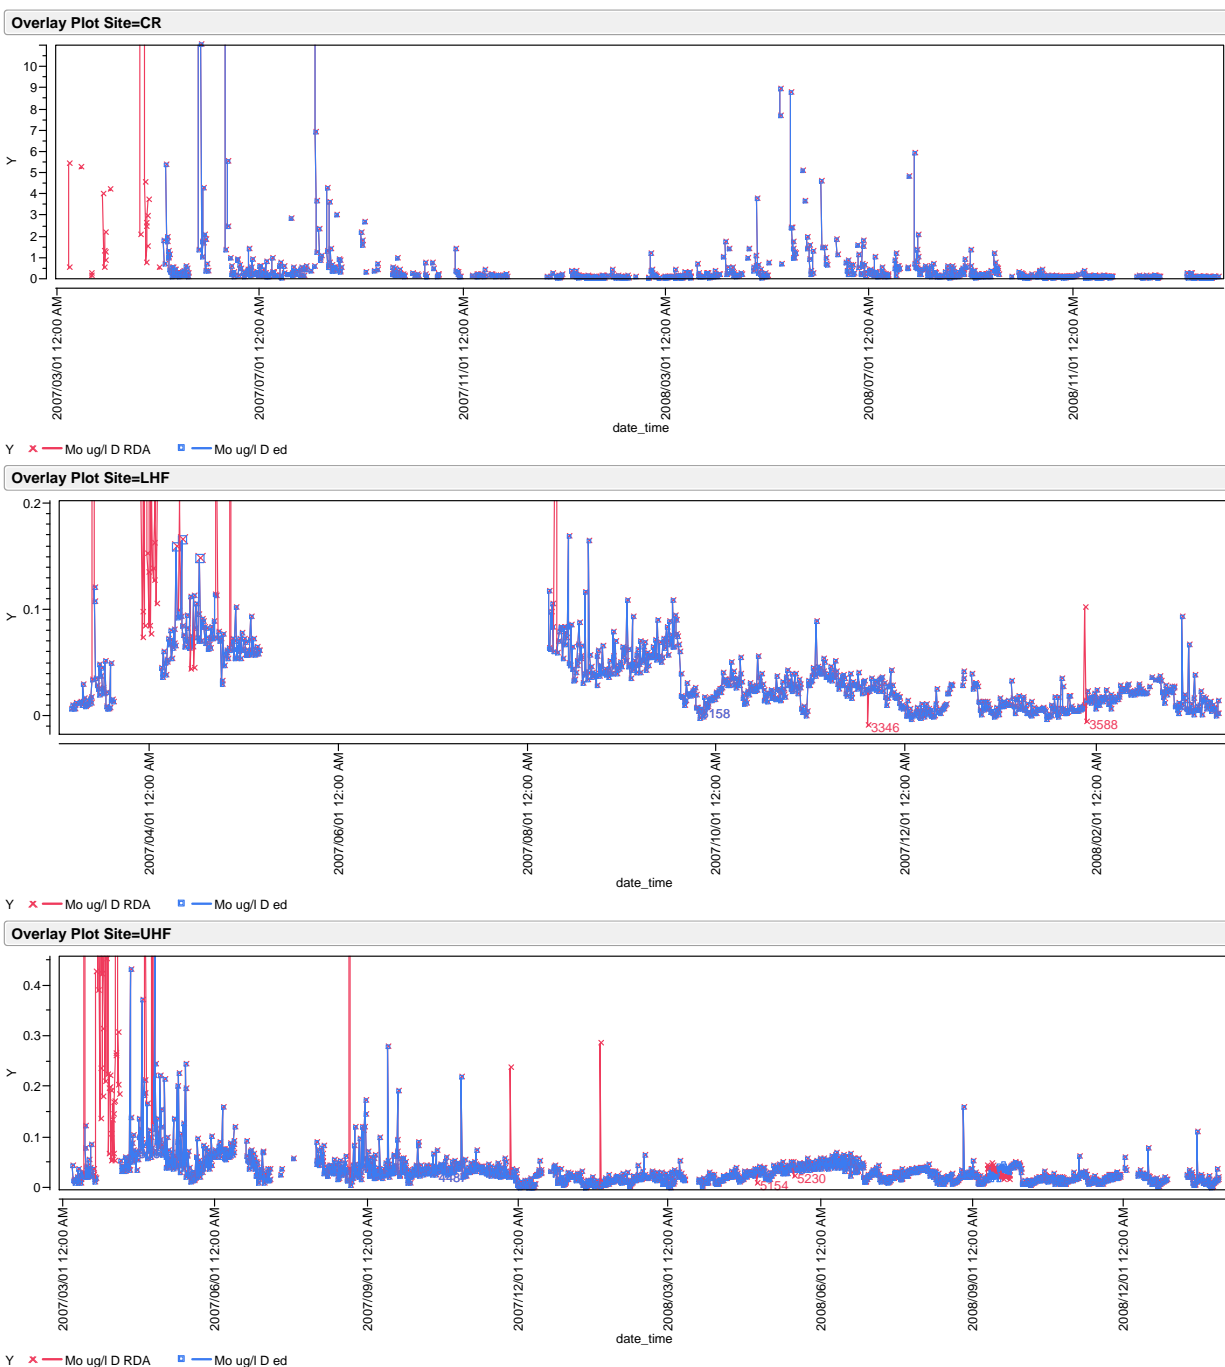 Overlay Plot Site=CR
10
9
8
7
6
5
4
3
2
1
0
Y
2007/03/01 12:00 AM
2007/07/01 12:00 AM
2007/11/01 12:00 AM
2008/03/01 12:00 AM
2008/07/01 12:00 AM
2008/11/01 12:00 AM
date_time
Y Mo ug/l D RDA Mo ug/l D ed
Overlay Plot Site=LHF
0.2
0.1
0
Y
3346
3588
2007/04/01 12:00 AM
2007/06/01 12:00 AM
2007/08/01 12:00 AM
2007/10/01 12:00 AM
2007/12/01 12:00 AM
2008/02/01 12:00 AM
date_time
Y Mo ug/l D RDA Mo ug/l D ed
Overlay Plot Site=UHF
0.4
0.3
0.2
0.1
0
Y
5154
5230
2007/03/01 12:00 AM
2007/06/01 12:00 AM
2007/09/01 12:00 AM
2007/12/01 12:00 AM
2008/03/01 12:00 AM
2008/06/01 12:00 AM
2008/09/01 12:00 AM
2008/12/01 12:00 AM
date_time
Y Mo ug/l D RDA Mo ug/l D ed